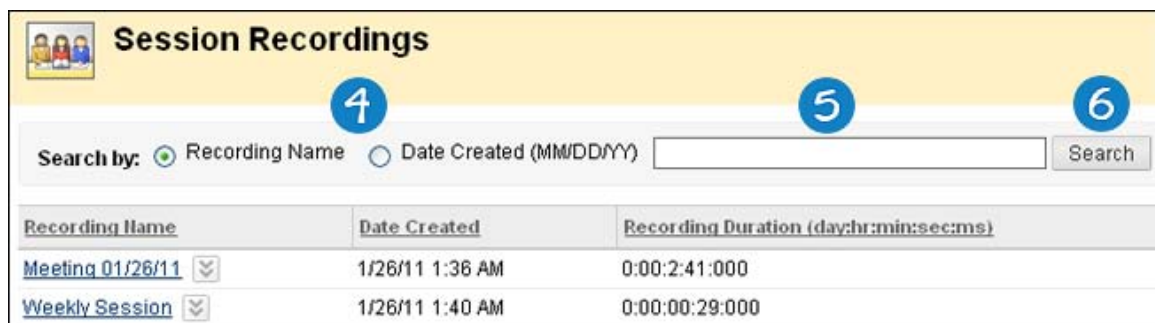 Session Recordings
4 5 6
Search by: Recording Name Date Created (MM/DD/YY) Search
Recording Name Date Created Recording Duration (day:hr:min:sec:ms)
Meeting 01/26/11 1/26/11 1:36 AM 0:00:2:41:000
Weekly Session 1/26/11 1:40 AM 0:00:00:29:000